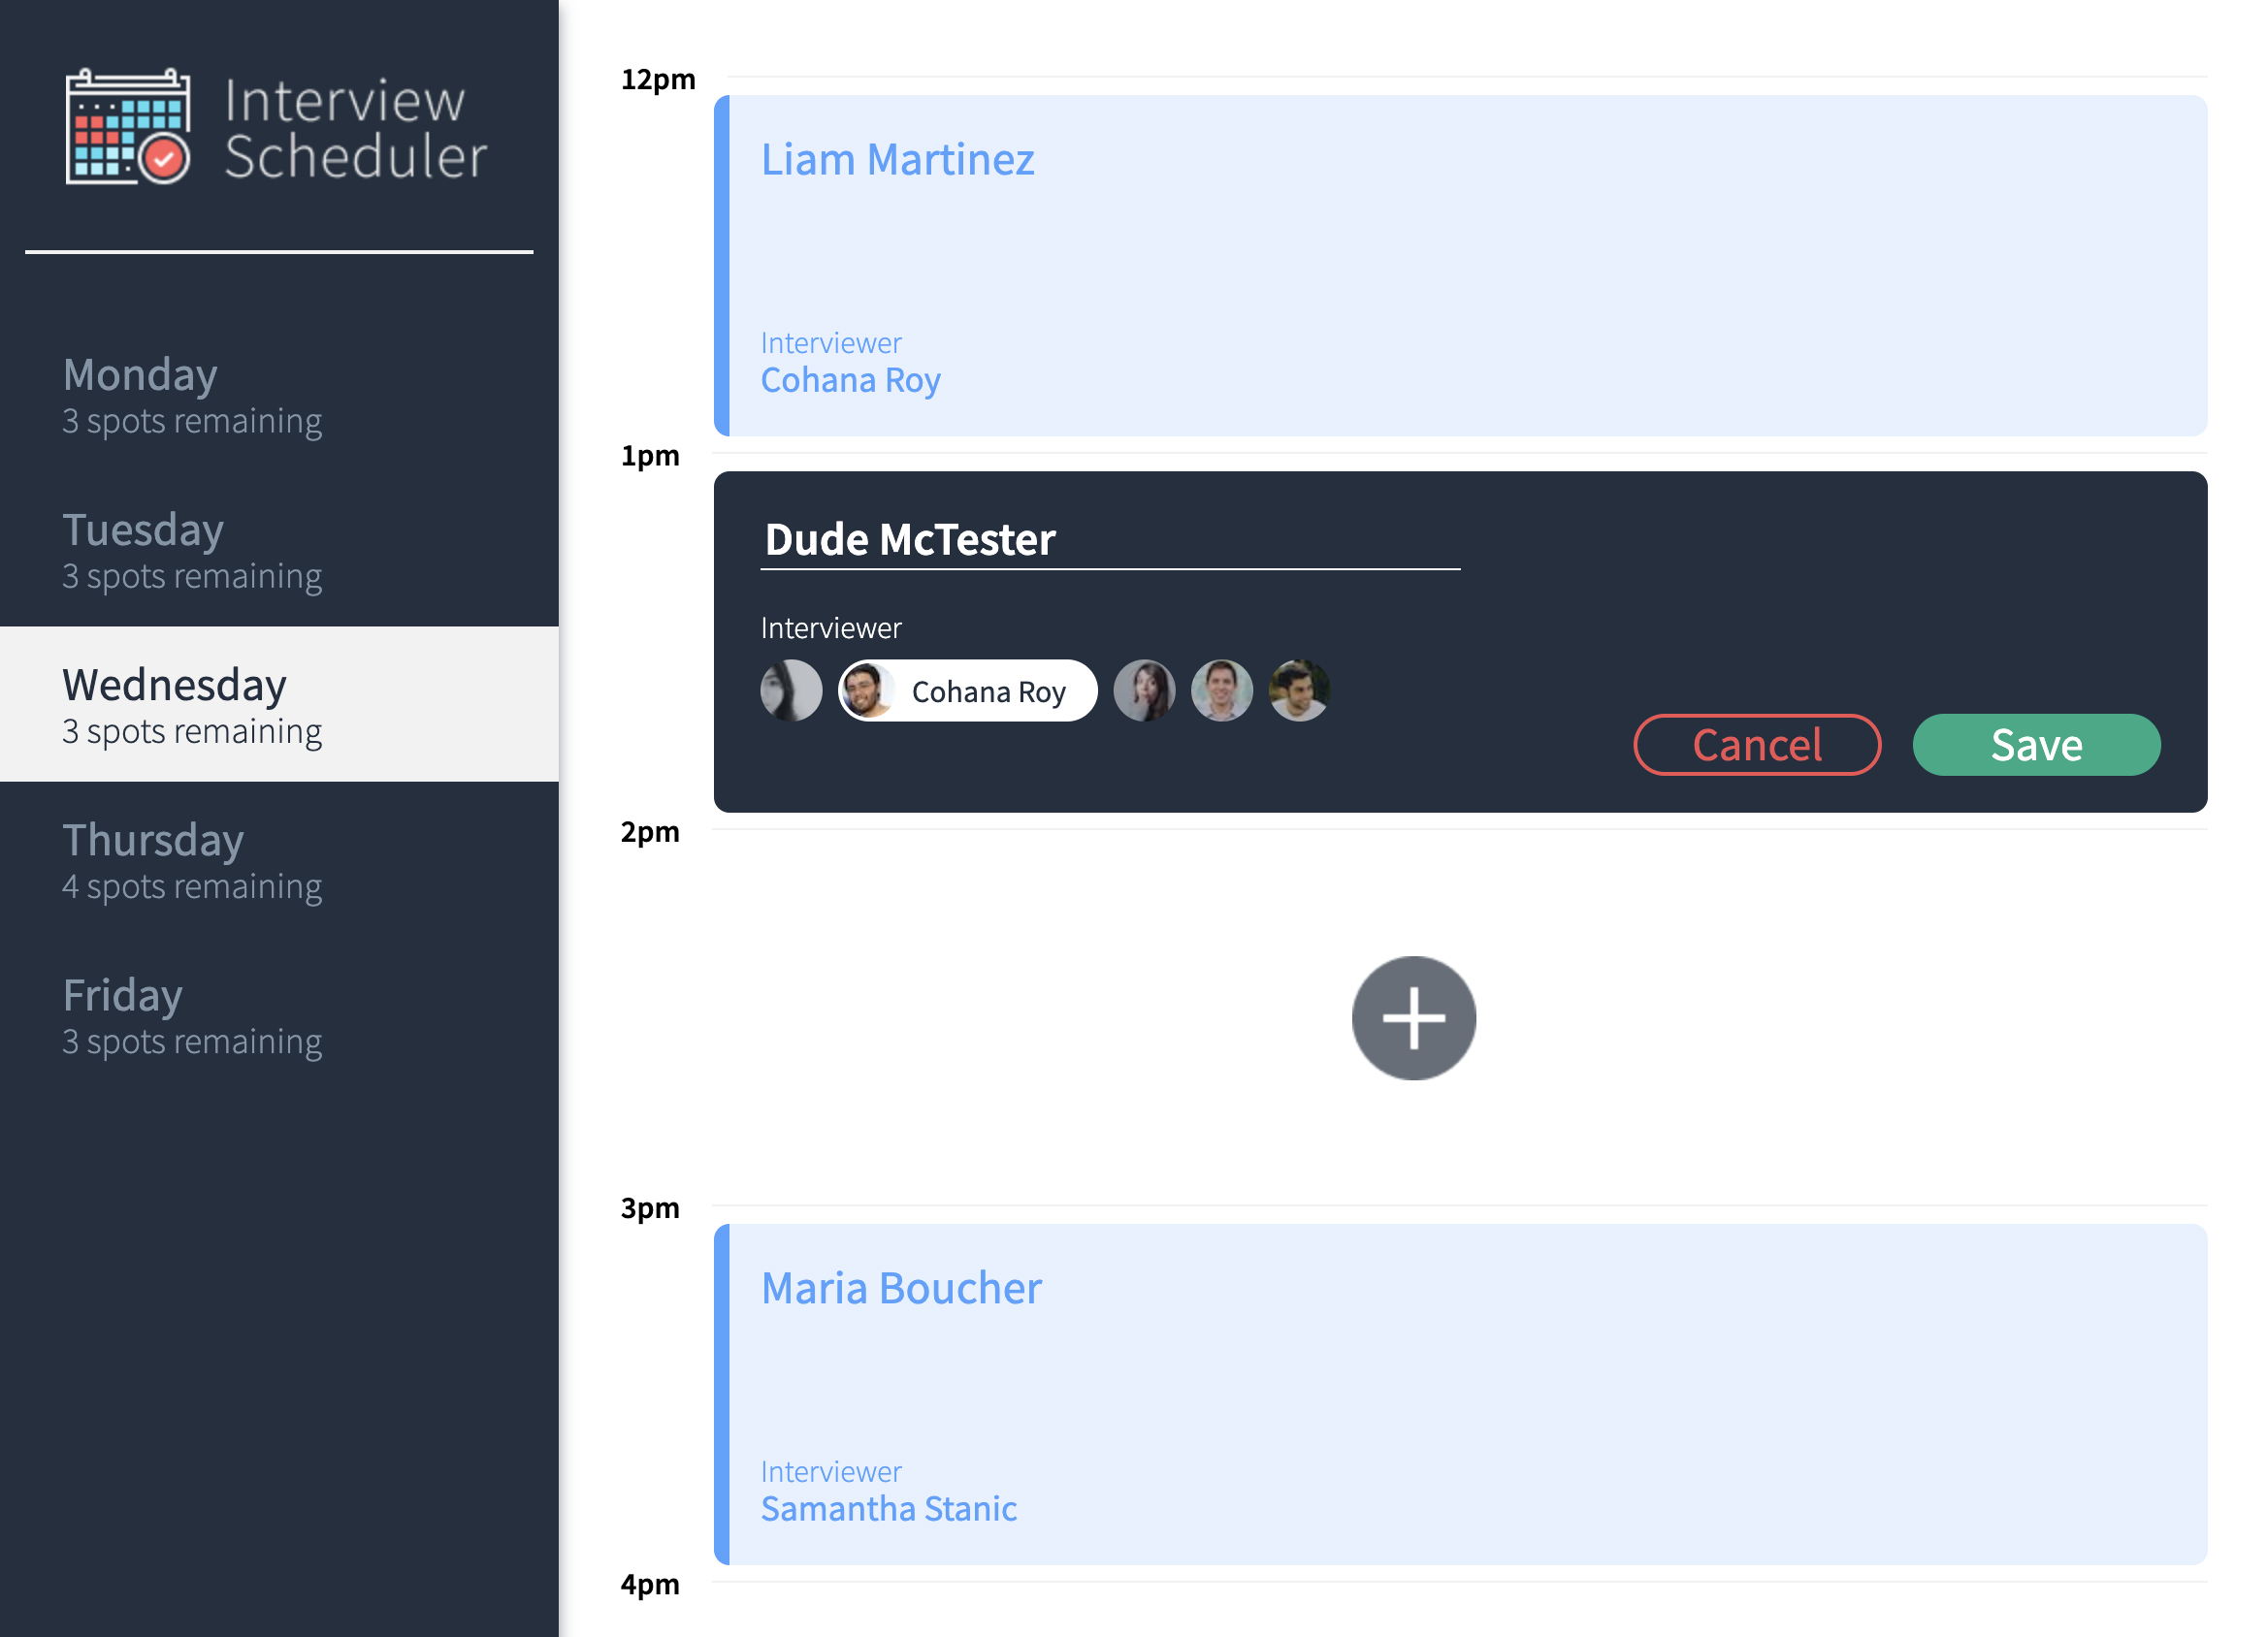 Interview
Scheduler
Monday
3 spots remaining
Tuesday
3 spots remaining
Wednesday
3 spots remaining
Thursday
4 spots remaining
Friday
3 spots remaining
12pm
Liam Martinez
Interviewer
Cohana Roy
1pm
Dude McTester
Interviewer
Cohana Roy
Cancel
Save
2pm
3pm
Maria Boucher
Interviewer
Samantha Stanic
4pm